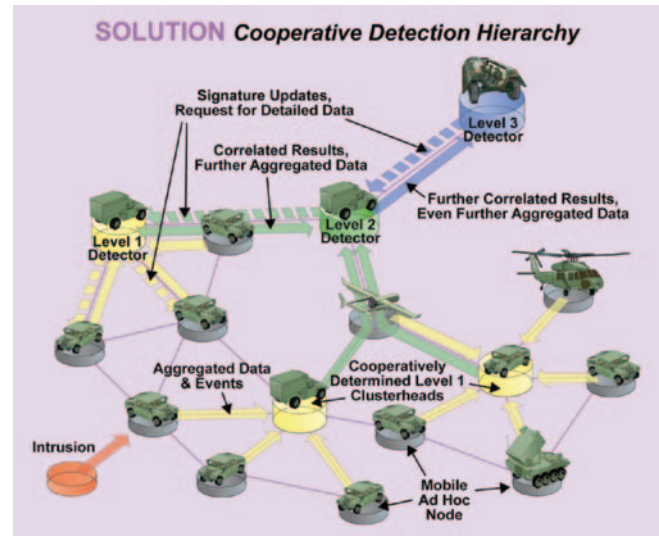 SOLUTION Cooperative Detection Hierarchy
Signature Updates,
Request for Detailed Data
Level 3
Detector
Correlated Results,
Further Aggregated Data
Further Correlated Results,
Even Further Aggregated Data
Level 1
Detector
Level 2
Detector
Aggregated Data
& Events
Cooperatively
Determined Level 1
Clusterheads
Intrusion
Mobile
Ad Hoc
Node